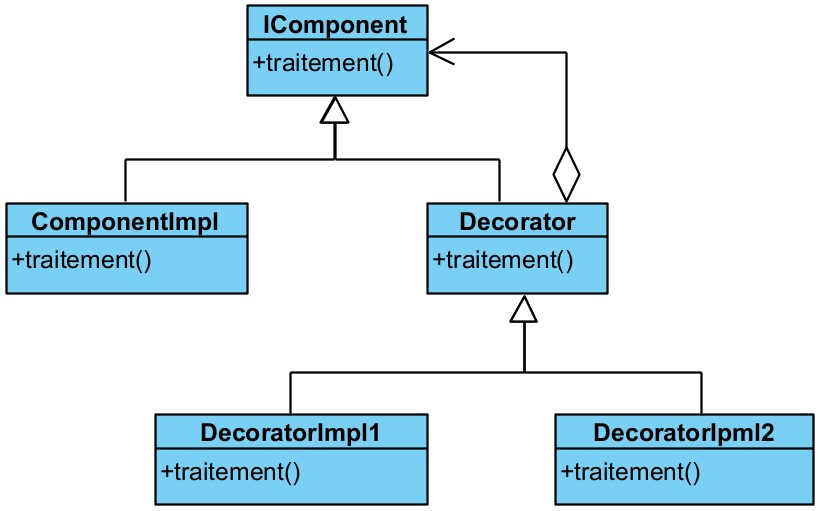 IComponent
+traitement()
ComponentImpl
+traitement()
Decorator
+traitement()
DecoratorImpl1
+traitement()
DecoratorIpml2
+traitement()